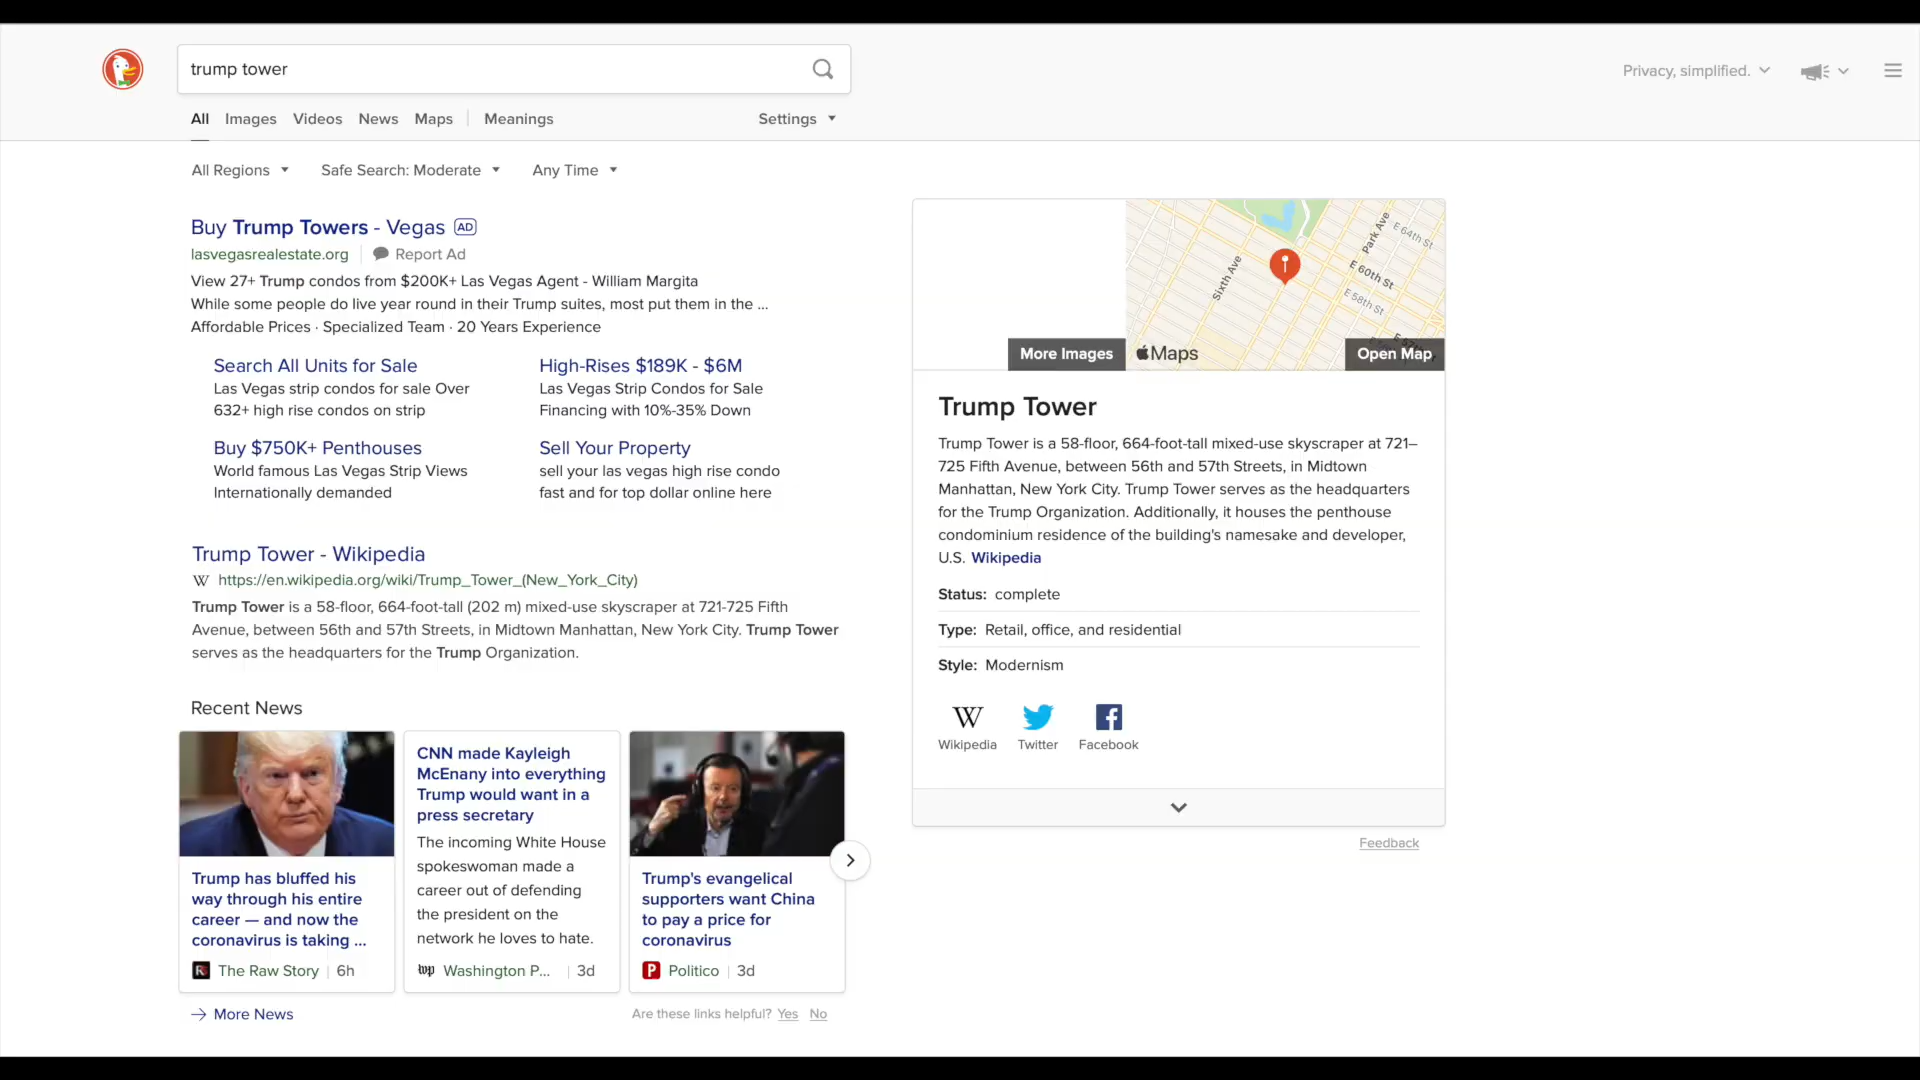 trump tower
Privacy, simplified.
All Images Videos News Maps Meanings Settings
All Regions Safe Search: Moderate Any Time
Buy Trump Towers - Vegas AD
lasvegasrealestate.org Report Ad
View 27+ Trump condos from $200K+ Las Vegas Agent - William Margita
While some people do live year round in their Trump suites, most put them in the ...
Affordable Prices · Specialized Team · 20 Years Experience
Search All Units for Sale
Las Vegas strip condos for sale Over
632+ high rise condos on strip
High-Rises $189K - $6M
Las Vegas Strip Condos for Sale
Financing with 10%-35% Down
Buy $750K+ Penthouses
World famous Las Vegas Strip Views
Internationally demanded
Sell Your Property
sell your las vegas high rise condo
fast and for top dollar online here
Trump Tower - Wikipedia
W https://en.wikipedia.org/wiki/Trump_Tower_(New_York_City)
Trump Tower is a 58-floor, 664-foot-tall (202 m) mixed-use skyscraper at 721-725 Fifth
Avenue, between 56th and 57th Streets, in Midtown Manhattan, New York City. Trump Tower
serves as the headquarters for the Trump Organization.
Recent News
Trump has bluffed his
way through his entire
career — and now the
coronavirus is taking ...
R The Raw Story 6h
CNN made Kayleigh
McEnany into everything
Trump would want in a
press secretary
The incoming White House
spokeswoman made a
career out of defending
the president on the
network he loves to hate.
wp Washington P... 3d
Trump's evangelical
supporters want China
to pay a price for
coronavirus
P Politico 3d
More News
Are these links helpful? Yes No
Sixth Ave
Park Ave
E 64th St
E 60th St
E 58th St
E 57th St
More Images
Maps
Open Map
Trump Tower
Trump Tower is a 58-floor, 664-foot-tall mixed-use skyscraper at 721–
725 Fifth Avenue, between 56th and 57th Streets, in Midtown
Manhattan, New York City. Trump Tower serves as the headquarters
for the Trump Organization. Additionally, it houses the penthouse
condominium residence of the building's namesake and developer,
U.S. Wikipedia
Status: complete
Type: Retail, office, and residential
Style: Modernism
W
Wikipedia Twitter Facebook
Feedback